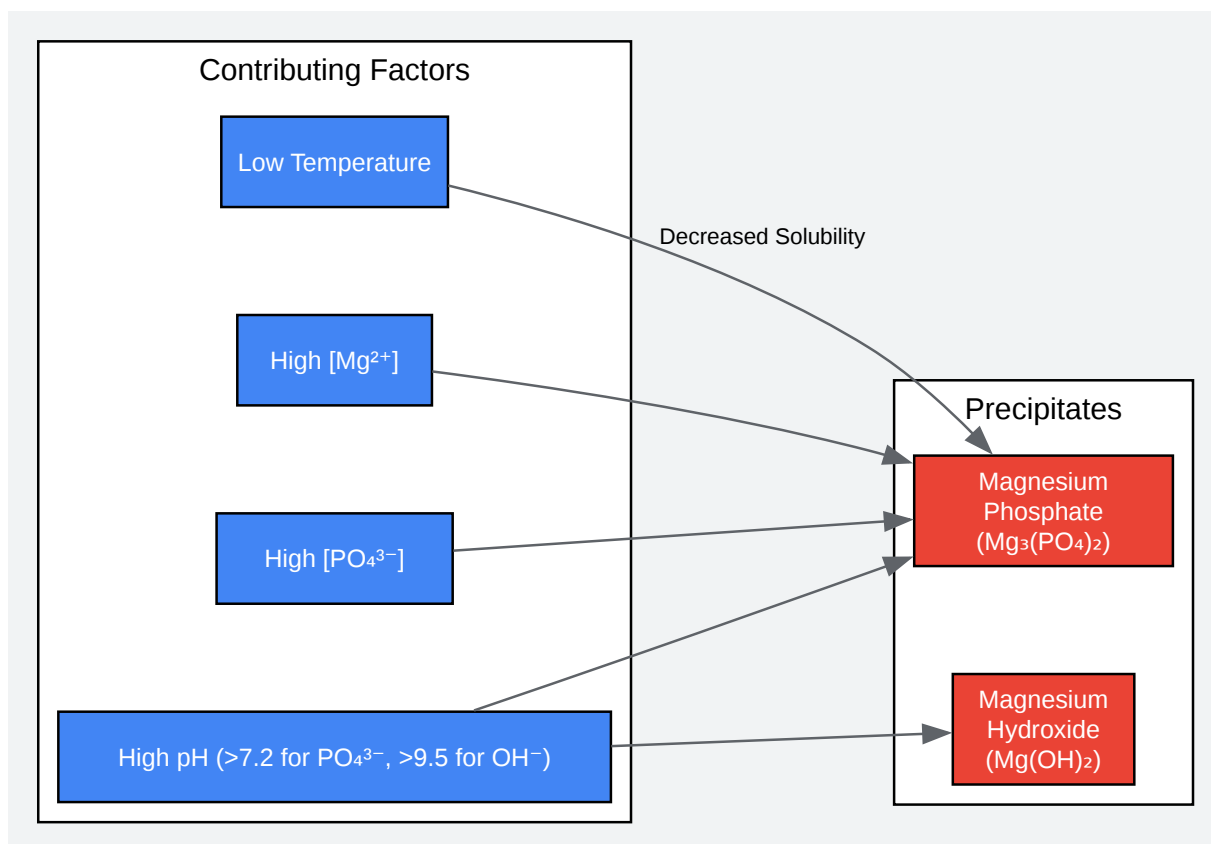 Contributing Factors
Low Temperature
Decreased Solubility
High [Mg²⁺]
High [PO₄³⁻]
High pH (>7.2 for PO₄³⁻, >9.5 for OH⁻)
Precipitates
Magnesium
Phosphate
(Mg₃(PO₄)₂)
Magnesium
Hydroxide
(Mg(OH)₂)